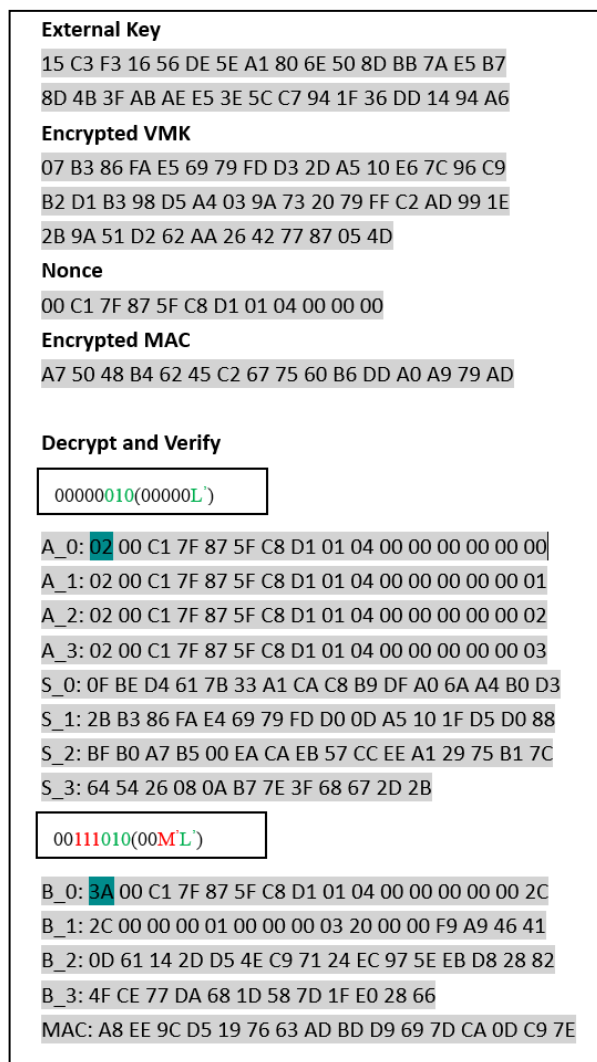 External Key
15 C3 F3 16 56 DE 5E A1 80 6E 50 8D BB 7A E5 B7
8D 4B 3F AB AE E5 3E 5C C7 94 1F 36 DD 14 94 A6
Encrypted VMK
07 B3 86 FA E5 69 79 FD D3 2D A5 10 E6 7C 96 C9
B2 D1 B3 98 D5 A4 03 9A 73 20 79 FF C2 AD 99 1E
2B 9A 51 D2 62 AA 26 42 77 87 05 4D
Nonce
00 C1 7F 87 5F C8 D1 01 04 00 00 00
Encrypted MAC
A7 50 48 B4 62 45 C2 67 75 60 B6 DD A0 A9 79 AD
Decrypt and Verify
00000010(00000L')
A_0: 02 00 C1 7F 87 5F C8 D1 01 04 00 00 00 00 00 00
A_1: 02 00 C1 7F 87 5F C8 D1 01 04 00 00 00 00 00 01
A_2: 02 00 C1 7F 87 5F C8 D1 01 04 00 00 00 00 00 02
A_3: 02 00 C1 7F 87 5F C8 D1 01 04 00 00 00 00 00 03
S_0: 0F BE D4 61 7B 33 A1 CA C8 B9 DF A0 6A A4 B0 D3
S_1: 2B B3 86 FA E4 69 79 FD D0 0D A5 10 1F D5 D0 88
S_2: BF B0 A7 B5 00 EA CA EB 57 CC EE A1 29 75 B1 7C
S_3: 64 54 26 08 0A B7 7E 3F 68 67 2D 2B
00111010(00M'L')
B_0: 3A 00 C1 7F 87 5F C8 D1 01 04 00 00 00 00 00 2C
B_1: 2C 00 00 00 01 00 00 00 03 20 00 00 F9 A9 46 41
B_2: 0D 61 14 2D D5 4E C9 71 24 EC 97 5E EB D8 28 82
B_3: 4F CE 77 DA 68 1D 58 7D 1F E0 28 66
MAC: A8 EE 9C D5 19 76 63 AD BD D9 69 7D CA 0D C9 7E